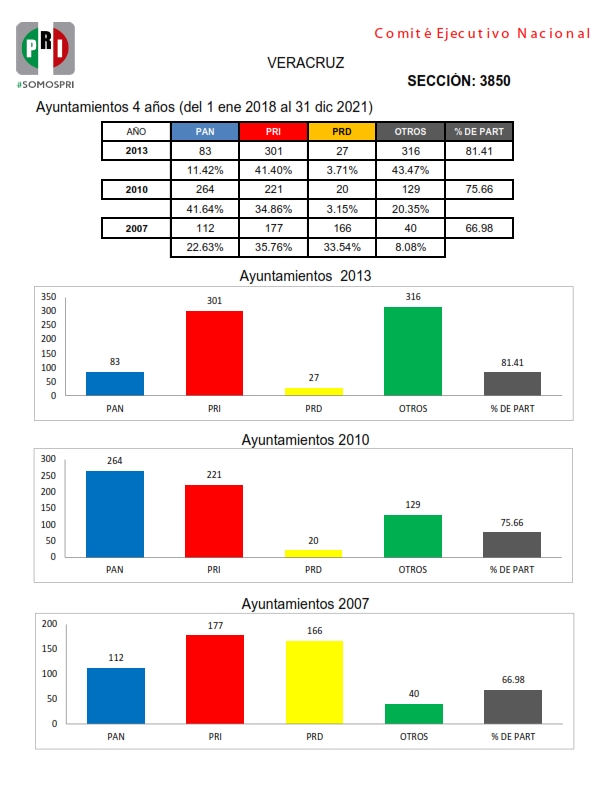 Comité Ejecutivo Nacional
PRI
#SOMOSPRI
VERACRUZ
SECCIÓN: 3850
Ayuntamientos 4 años (del 1 ene 2018 al 31 dic 2021)
AÑO PAN PRI PRD OTROS % DE PART
2013 83 301 27 316 81.41
11.42% 41.40% 3.71% 43.47%
2010 264 221 20 129 75.66
41.64% 34.86% 3.15% 20.35%
2007 112 177 166 40 66.98
22.63% 35.76% 33.54% 8.08%
Ayuntamientos 2013
350
300
250
200
150
100
50
0
83 301 27 316 81.41
PAN PRI PRD OTROS % DE PART
Ayuntamientos 2010
300
250
200
150
100
50
0
264 221 20 129 75.66
PAN PRI PRD OTROS % DE PART
Ayuntamientos 2007
200
150
100
50
0
112 177 166 40 66.98
PAN PRI PRD OTROS % DE PART